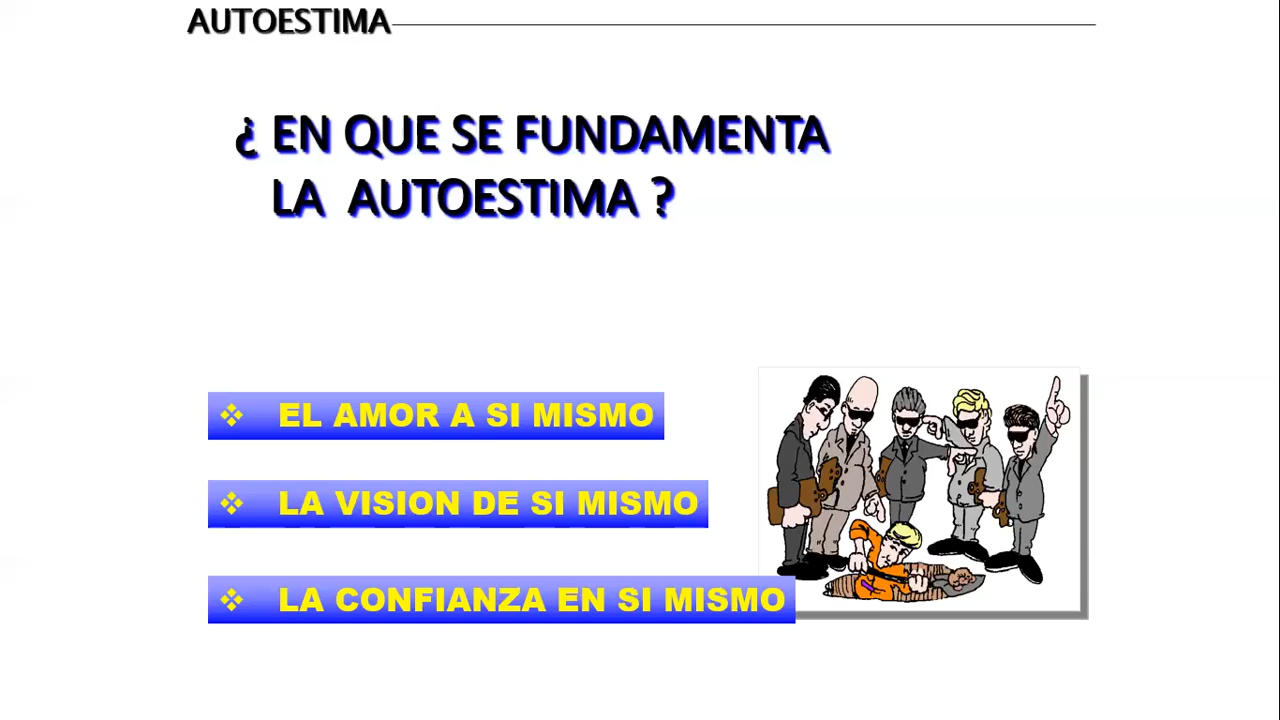 AUTOESTIMA
¿ EN QUE SE FUNDAMENTA
LA AUTOESTIMA ?
❖ EL AMOR A SI MISMO
❖ LA VISION DE SI MISMO
❖ LA CONFIANZA EN SI MISMO